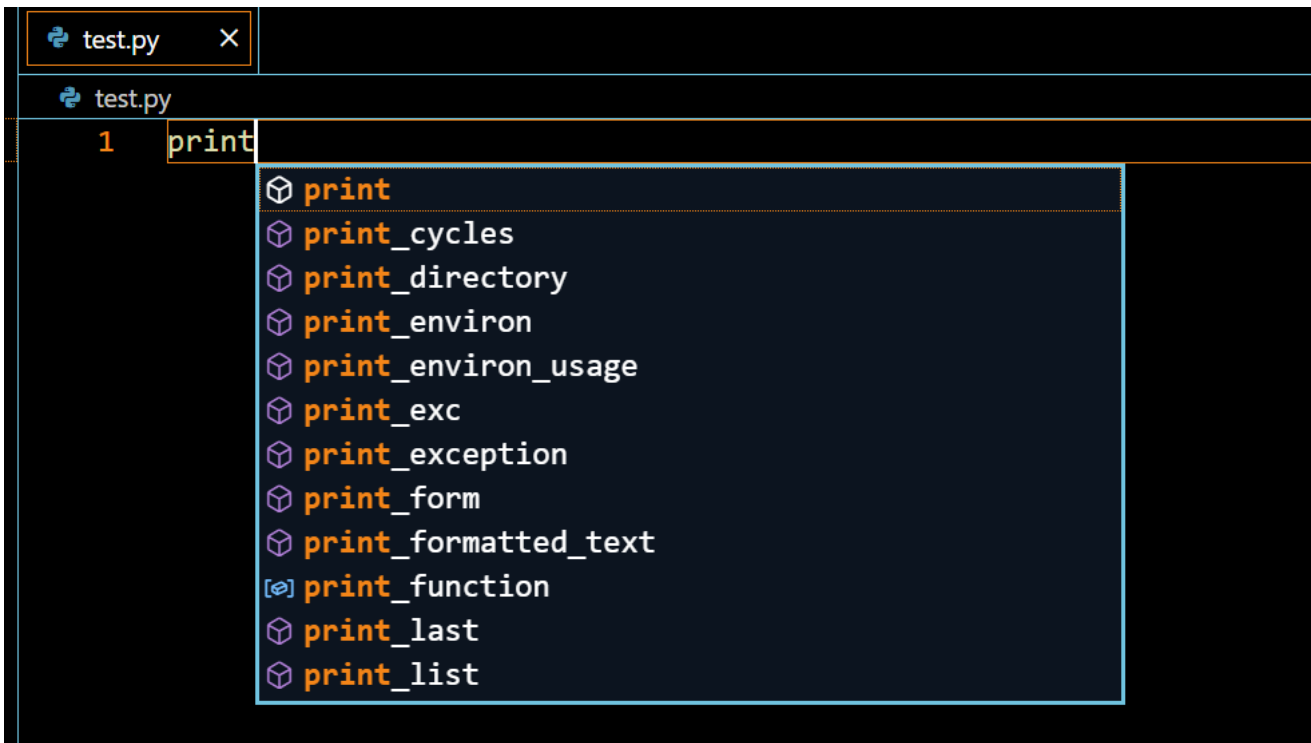 test.py ×
test.py
1 print
print
print_cycles
print_directory
print_environ
print_environ_usage
print_exc
print_exception
print_form
print_formatted_text
print_function
print_last
print_list